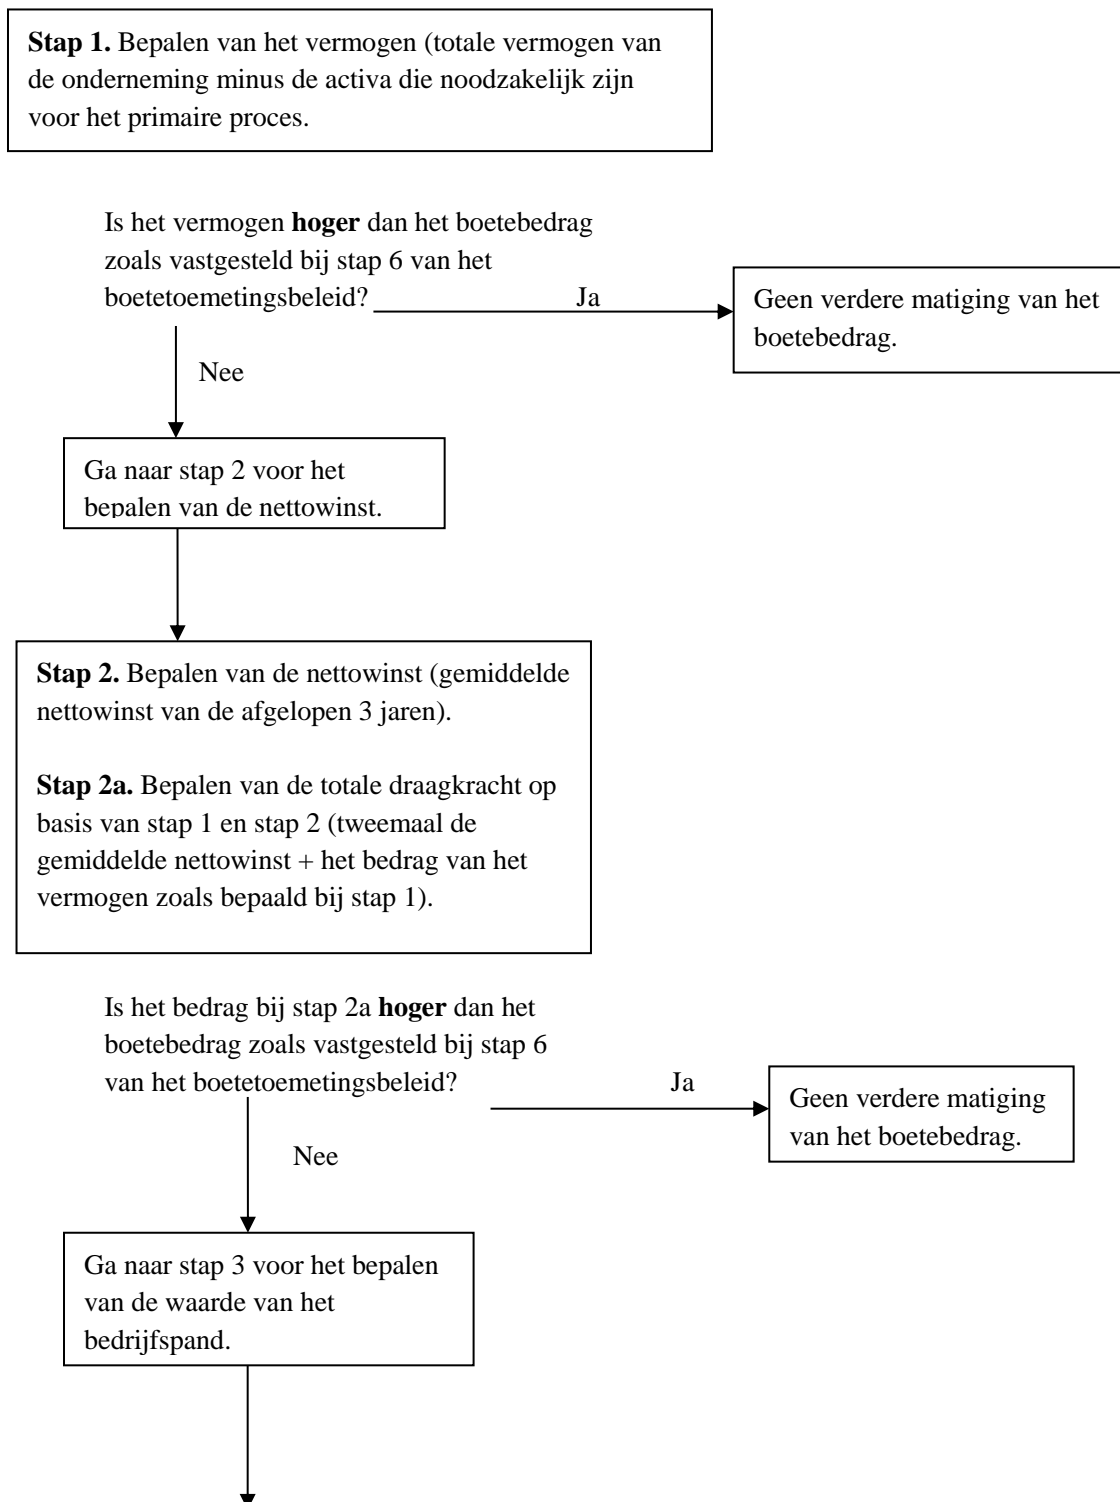 Stap 1. Bepalen van het vermogen (totale vermogen van
de onderneming minus de activa die noodzakelijk zijn
voor het primaire proces.
Is het vermogen hoger dan het boetebedrag
zoals vastgesteld bij stap 6 van het
boetetoemetingsbeleid?
Ja
Geen verdere matiging van het
boetebedrag.
Nee
Ga naar stap 2 voor het
bepalen van de nettowinst.
Stap 2. Bepalen van de nettowinst (gemiddelde
nettowinst van de afgelopen 3 jaren).
Stap 2a. Bepalen van de totale draagkracht op
basis van stap 1 en stap 2 (tweemaal de
gemiddelde nettowinst + het bedrag van het
vermogen zoals bepaald bij stap 1).
Is het bedrag bij stap 2a hoger dan het
boetebedrag zoals vastgesteld bij stap 6
van het boetetoemetingsbeleid?
Ja
Geen verdere matiging
van het boetebedrag.
Nee
Ga naar stap 3 voor het bepalen
van de waarde van het
bedrijfspand.